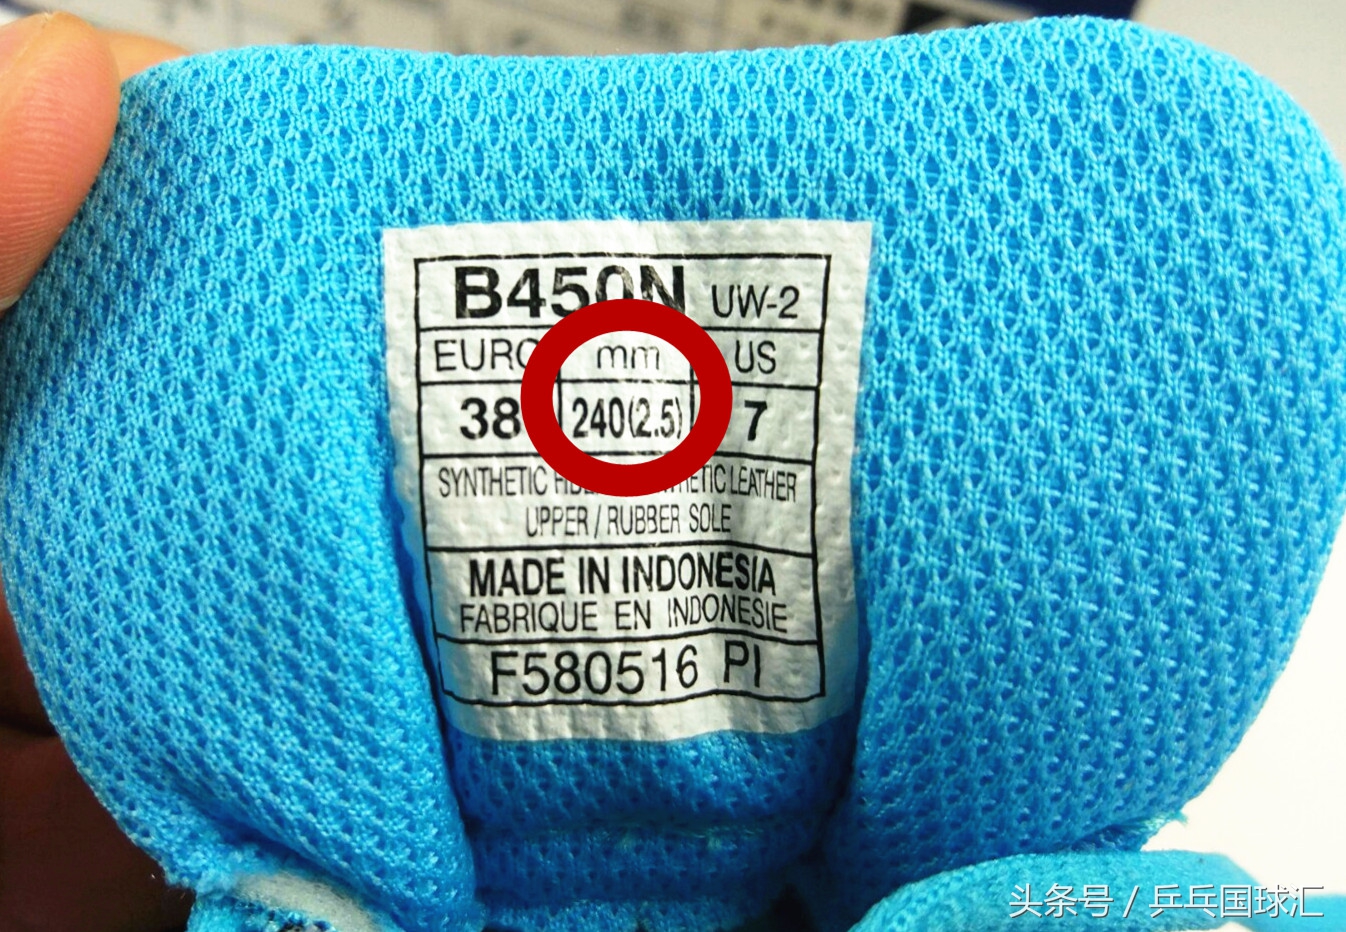 B450N UW-2
EURO mm US
38 240(2.5) 7
SYNTHETIC LEATHER
UPPER / RUBBER SOLE
MADE IN INDONESIA
FABRIQUE EN INDONESIE
F580516 PI
头条号 / 乒乓国球汇